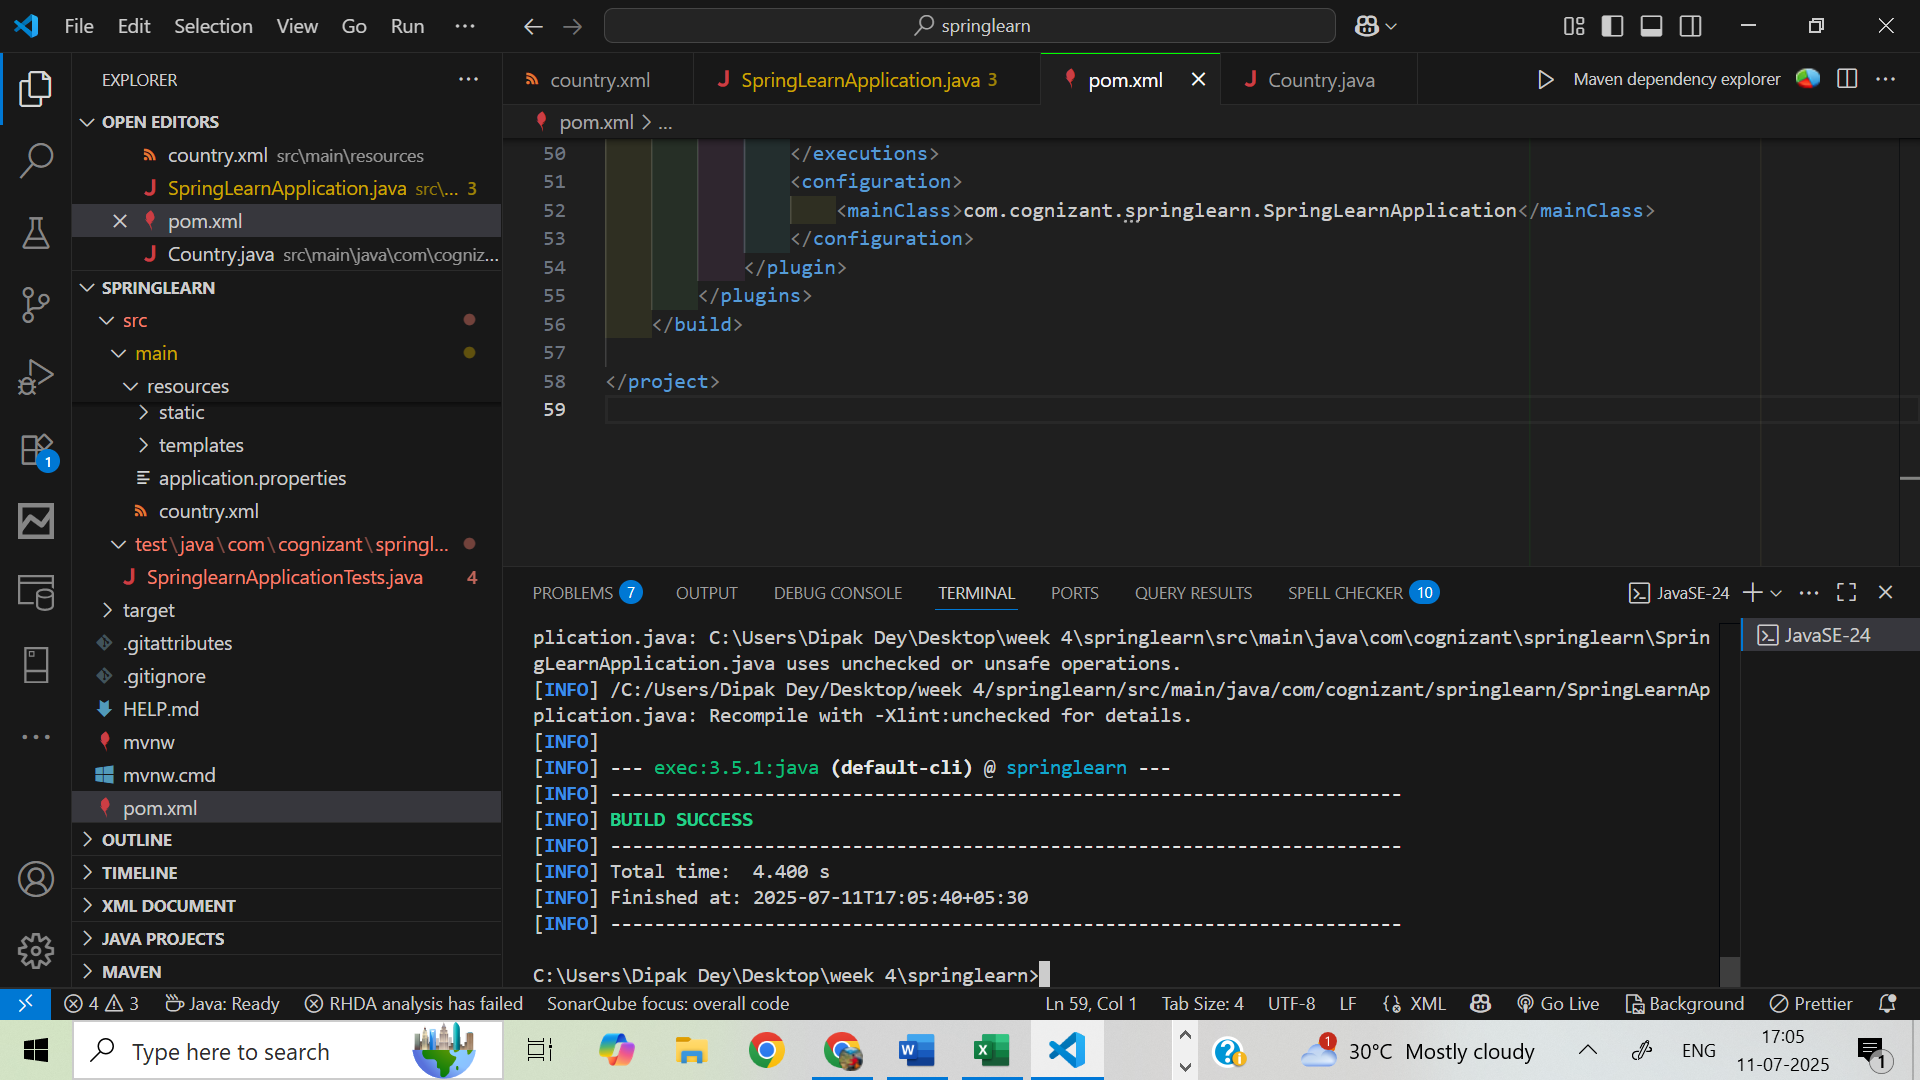 File Edit Selection View Go Run ... springlearn
EXPLORER
OPEN EDITORS
country.xml src\main\resources
SpringLearnApplication.java src\... 3
pom.xml
Country.java src\main\java\com\cogniz...
SPRINGLEARN
src
main
resources
static
templates
application.properties
country.xml
test\java\com\cognizant\springl...
SpringlearnApplicationTests.java 4
target
.gitattributes
.gitignore
HELP.md
mvnw
mvnw.cmd
pom.xml
OUTLINE
TIMELINE
XML DOCUMENT
JAVA PROJECTS
MAVEN
1
country.xml SpringLearnApplication.java 3 pom.xml Country.java Maven dependency explorer
pom.xml > ...
50 </executions>
51 <configuration>
52 <mainClass>com.cognizant.springlearn.SpringLearnApplication</mainClass>
53 </configuration>
54 </plugin>
55 </plugins>
56 </build>
57
58 </project>
59
PROBLEMS 7 OUTPUT DEBUG CONSOLE TERMINAL PORTS QUERY RESULTS SPELL CHECKER 10 JavaSE-24
JavaSE-24
plication.java: C:\Users\Dipak Dey\Desktop\week 4\springlearn\src\main\java\com\cognizant\springlearn\Sprin
gLearnApplication.java uses unchecked or unsafe operations.
[INFO] /C:/Users/Dipak Dey/Desktop/week 4/springlearn/src/main/java/com/cognizant/springlearn/SpringLearnAp
plication.java: Recompile with -Xlint:unchecked for details.
[INFO]
[INFO] --- exec:3.5.1:java (default-cli) @ springlearn ---
[INFO] ------------------------------------------------------------------------
[INFO] BUILD SUCCESS
[INFO] ------------------------------------------------------------------------
[INFO] Total time:  4.400 s
[INFO] Finished at: 2025-07-11T17:05:40+05:30
[INFO] ------------------------------------------------------------------------
C:\Users\Dipak Dey\Desktop\week 4\springlearn>
4 3 Java: Ready RHDA analysis has failed SonarQube focus: overall code Ln 59, Col 1 Tab Size: 4 UTF-8 LF {} XML Go Live Background Prettier
Type here to search 1 30°C Mostly cloudy ENG 17:05
11-07-2025 1